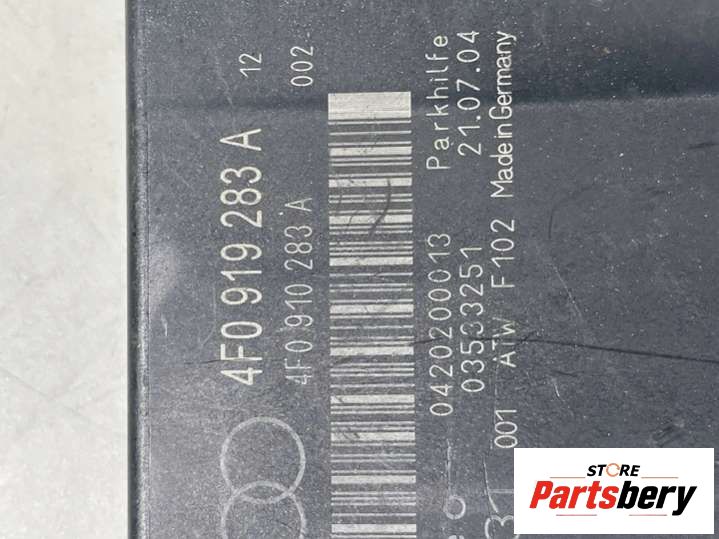 4F0 919 283 A 12
4F0 910 283 A 002
0420200013 Parkhilfe
03533251 21.07.04
001 ATW F102 Made in Germany
STORE
Partsbery